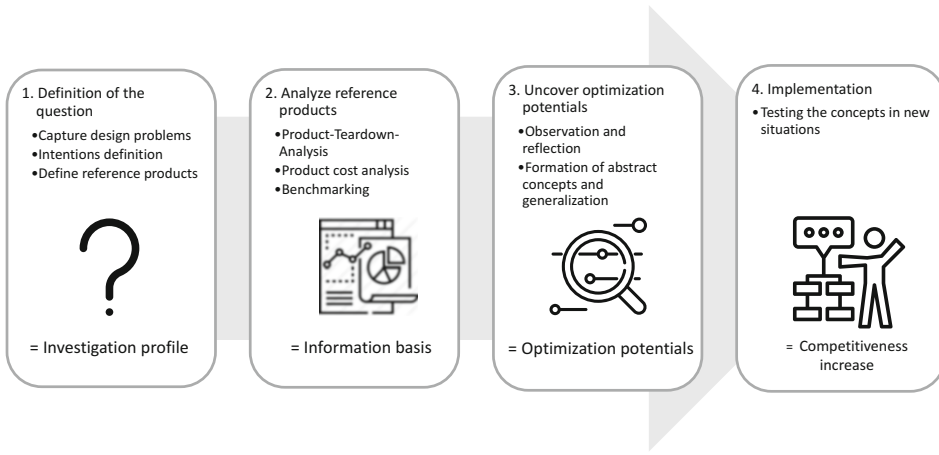 1. Definition of the
question
•Capture design problems
•Intentions definition
•Define reference products
= Investigation profile
2. Analyze reference
products
•Product-Teardown-
Analysis
•Product cost analysis
•Benchmarking
= Information basis
3. Uncover optimization
potentials
•Observation and
reflection
•Formation of abstract
concepts and
generalization
= Optimization potentials
4. Implementation
•Testing the concepts in new
situations
= Competitiveness
increase